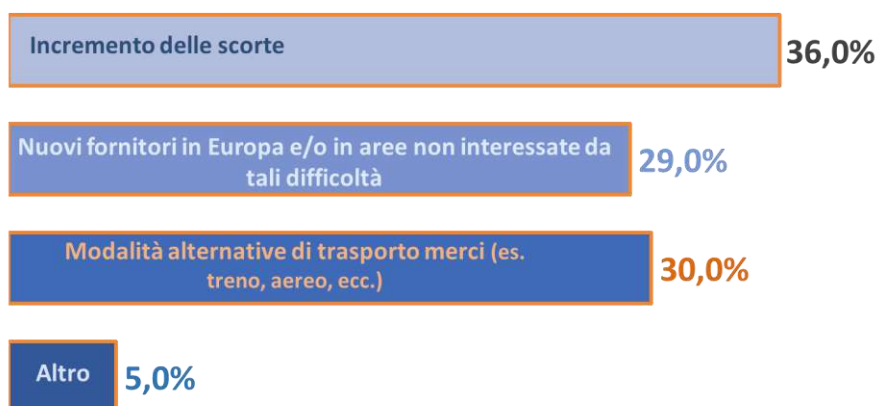 Incremento delle scorte
36,0%
Nuovi fornitori in Europa e/o in aree non interessate da
tali difficoltà
29,0%
Modalità alternative di trasporto merci (es.
treno, aereo, ecc.)
30,0%
Altro
5,0%